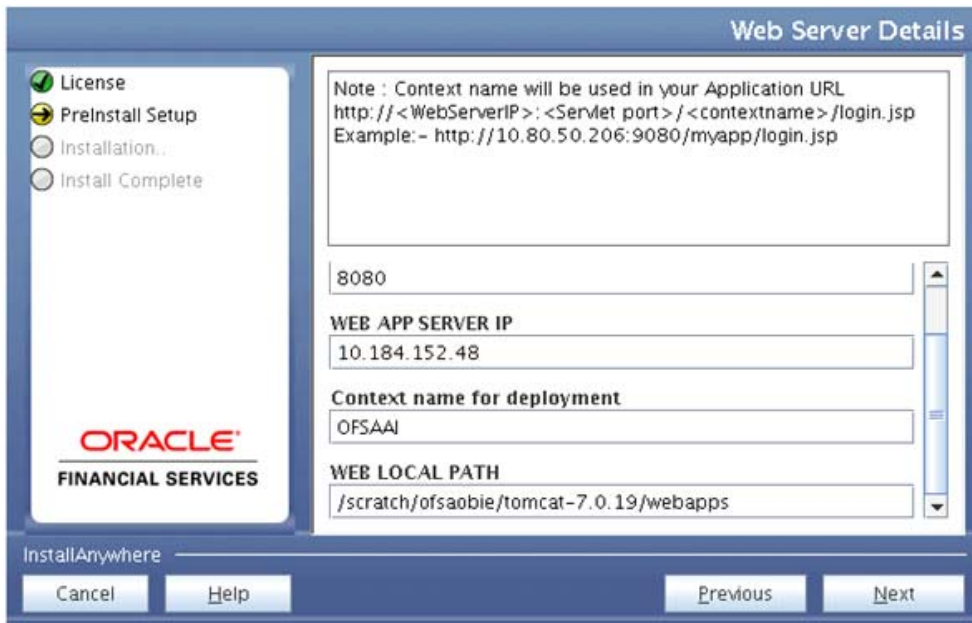 Web Server Details
License
PreInstall Setup
Installation...
Install Complete
ORACLE
FINANCIAL SERVICES
Note : Context name will be used in your Application URL
http://<WebServerIP>:<Servlet port>/<contextname>/login.jsp
Example:- http://10.80.50.206:9080/myapp/login.jsp
8080
WEB APP SERVER IP
10.184.152.48
Context name for deployment
OFSAAI
WEB LOCAL PATH
/scratch/ofsaobie/tomcat-7.0.19/webapps
InstallAnywhere
Cancel
Help
Previous
Next